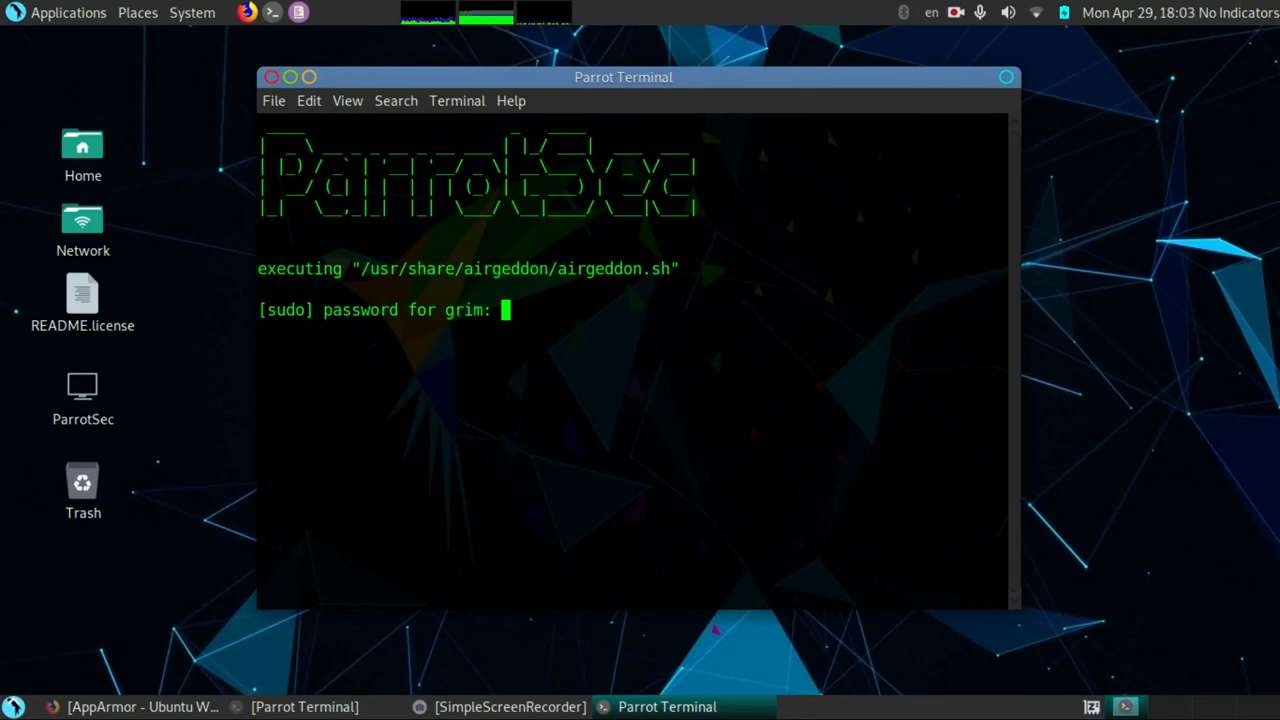 Applications Places System
en Mon Apr 29, 18:03 No Indicators
Parrot Terminal
File Edit View Search Terminal Help
ParrotSec
executing "/usr/share/airgeddon/airgeddon.sh"
[sudo] password for grim:
Home
Network
README.license
ParrotSec
Trash
[AppArmor - Ubuntu W... [Parrot Terminal] [SimpleScreenRecorder] Parrot Terminal